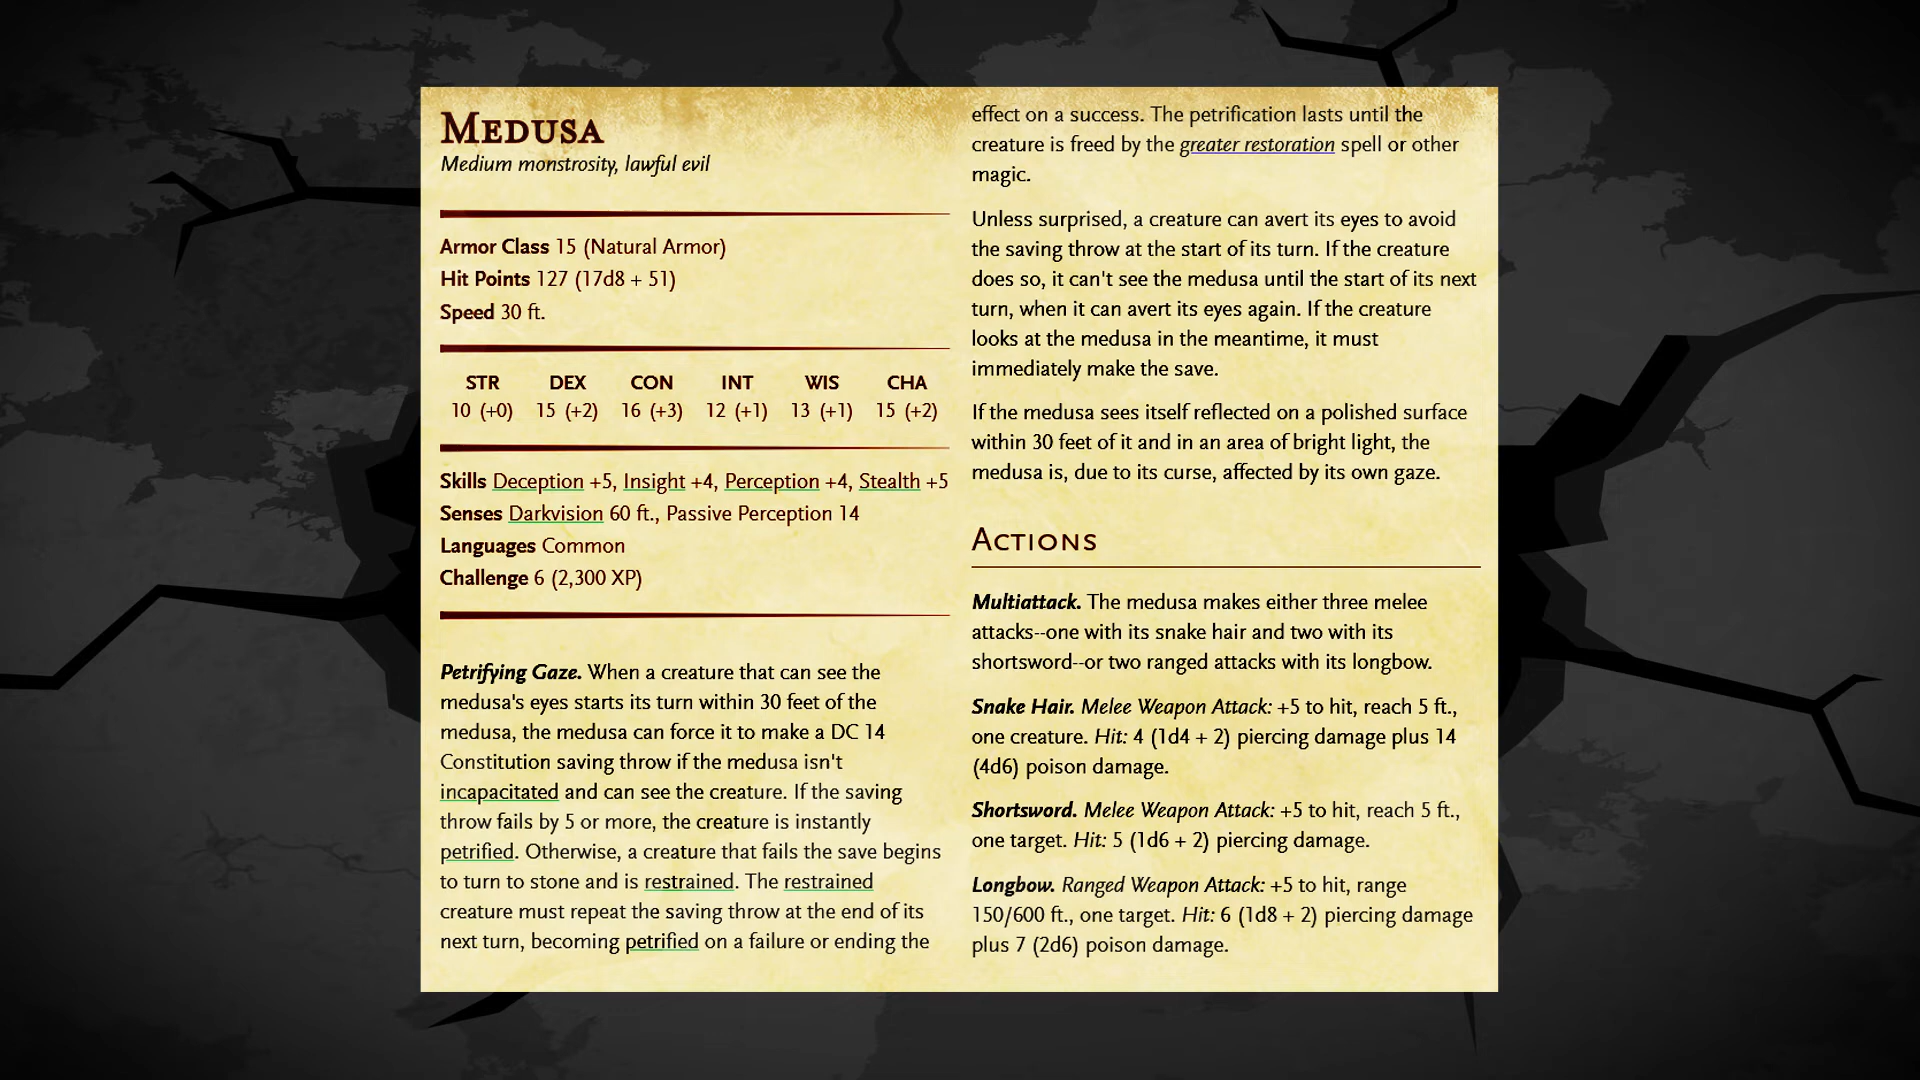 Medusa
Medium monstrosity, lawful evil
Armor Class 15 (Natural Armor)
Hit Points 127 (17d8 + 51)
Speed 30 ft.
STR DEX CON INT WIS CHA
10 (+0) 15 (+2) 16 (+3) 12 (+1) 13 (+1) 15 (+2)
Skills Deception +5, Insight +4, Perception +4, Stealth +5
Senses Darkvision 60 ft., Passive Perception 14
Languages Common
Challenge 6 (2,300 XP)
Petrifying Gaze. When a creature that can see the
medusa's eyes starts its turn within 30 feet of the
medusa, the medusa can force it to make a DC 14
Constitution saving throw if the medusa isn't
incapacitated and can see the creature. If the saving
throw fails by 5 or more, the creature is instantly
petrified. Otherwise, a creature that fails the save begins
to turn to stone and is restrained. The restrained
creature must repeat the saving throw at the end of its
next turn, becoming petrified on a failure or ending the
effect on a success. The petrification lasts until the
creature is freed by the greater restoration spell or other
magic.
Unless surprised, a creature can avert its eyes to avoid
the saving throw at the start of its turn. If the creature
does so, it can't see the medusa until the start of its next
turn, when it can avert its eyes again. If the creature
looks at the medusa in the meantime, it must
immediately make the save.
If the medusa sees itself reflected on a polished surface
within 30 feet of it and in an area of bright light, the
medusa is, due to its curse, affected by its own gaze.
Actions
Multiattack. The medusa makes either three melee
attacks--one with its snake hair and two with its
shortsword--or two ranged attacks with its longbow.
Snake Hair. Melee Weapon Attack: +5 to hit, reach 5 ft.,
one creature. Hit: 4 (1d4 + 2) piercing damage plus 14
(4d6) poison damage.
Shortsword. Melee Weapon Attack: +5 to hit, reach 5 ft.,
one target. Hit: 5 (1d6 + 2) piercing damage.
Longbow. Ranged Weapon Attack: +5 to hit, range
150/600 ft., one target. Hit: 6 (1d8 + 2) piercing damage
plus 7 (2d6) poison damage.